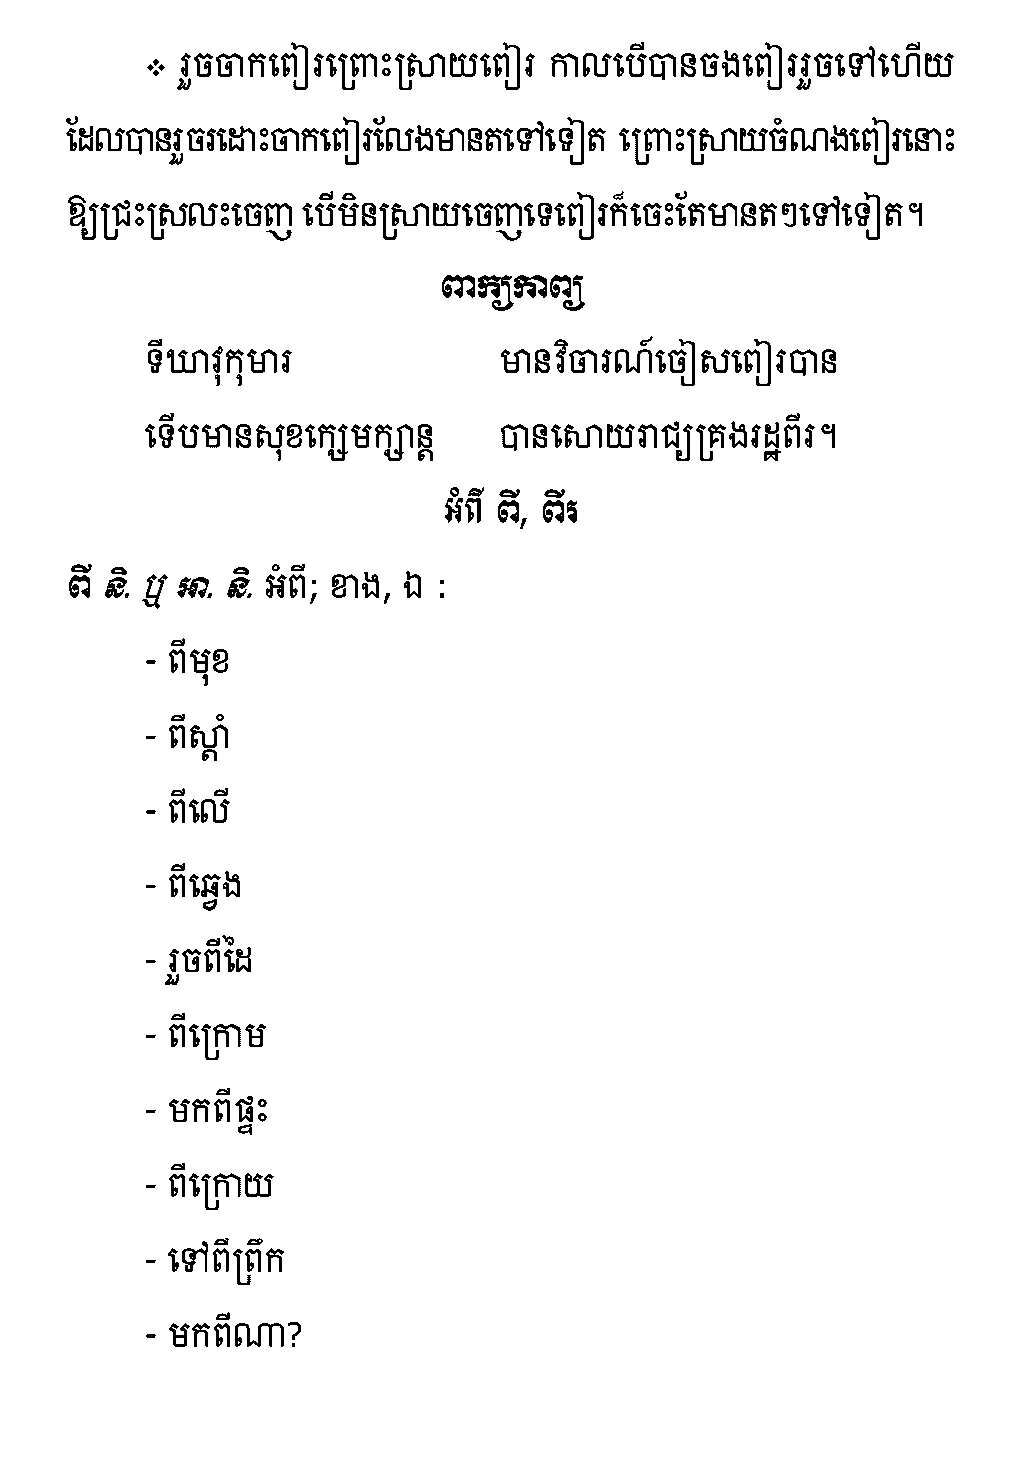 ❖ រួចចាកពៀរព្រោះស្រាយពៀរ កាលបើបានចងពៀររួចទៅហើយ
ដែលបានរួចរដោះចាកពៀរលែងមានតទៅទៀត ព្រោះស្រាយចំណងពៀរនោះ
ឱ្យជ្រះស្រលះចេញ បើមិនស្រាយចេញទេពៀរក៏ចេះតែមានតៗទៅទៀត។
ពាក្យកាព្យ
ទីឃាវុកុមារ មានវិចារណ៍ចៀសពៀរបាន
ទើបមានសុខក្សេមក្សាន្ត បានសោយរាជ្យគ្រងរដ្ឋពីរ។
អំពី ពី, ពីរ
ពី និ. ឬ អា. និ. អំពី; ខាង, ឯ :
- ពីមុខ
- ពីស្ដាំ
- ពីលើ
- ពីឆ្វេង
- រួចពីដៃ
- ពីក្រោម
- មកពីផ្ទះ
- ពីក្រោយ
- ទៅពីព្រឹក
- មកពីណា?